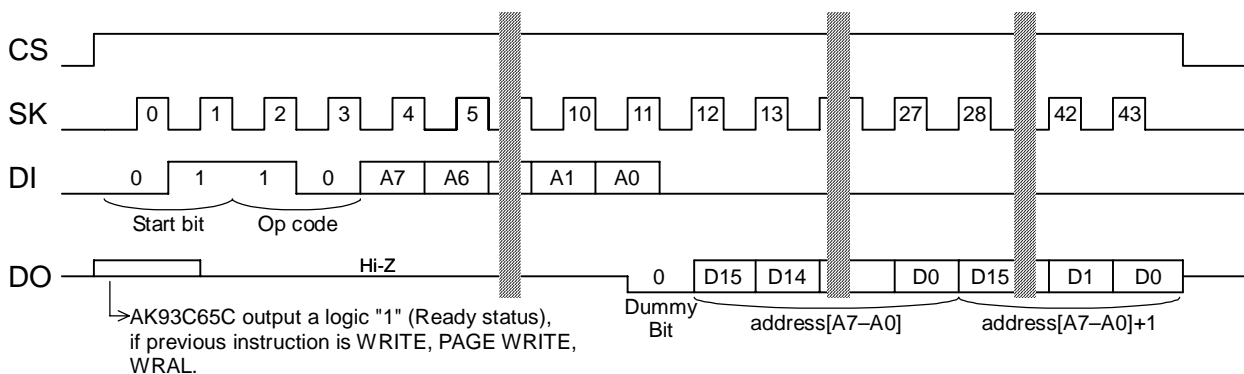 CS
SK 0 1 2 3 4 5 10 11 12 13 27 28 42 43
DI 0 1 1 0 A7 A6 A1 A0
Start bit Op code
DO Hi-Z 0 D15 D14 D0 D15 D1 D0
Dummy
Bit
address[A7–A0] address[A7–A0]+1
AK93C65C output a logic "1" (Ready status),
if previous instruction is WRITE, PAGE WRITE,
WRAL.